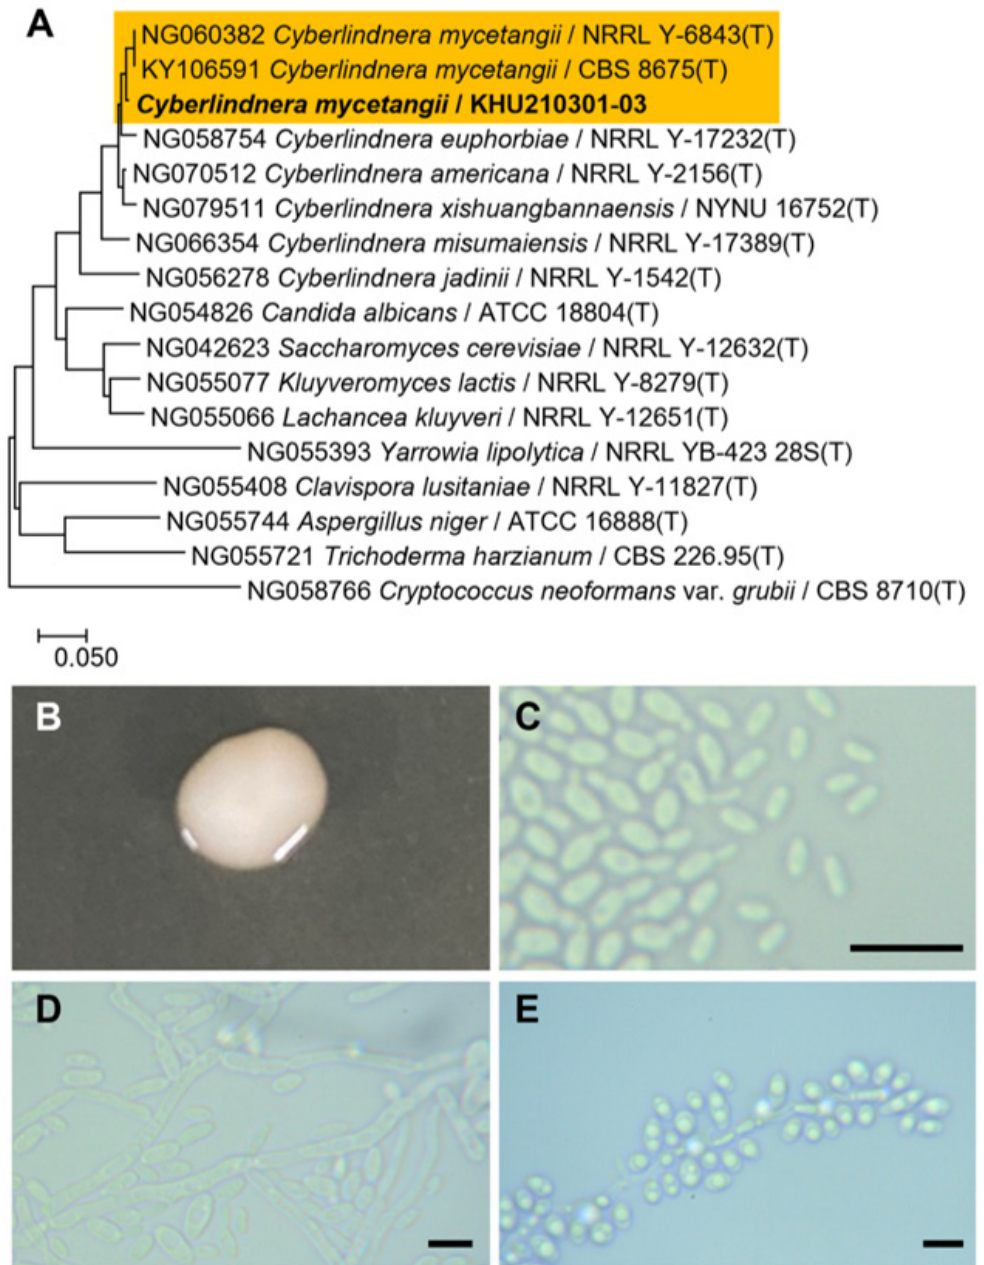 A
NG060382 Cyberlindnera mycetangii / NRRL Y-6843(T)
KY106591 Cyberlindnera mycetangii / CBS 8675(T)
Cyberlindnera mycetangii / KHU210301-03
NG058754 Cyberlindnera euphorbiae / NRRL Y-17232(T)
NG070512 Cyberlindnera americana / NRRL Y-2156(T)
NG079511 Cyberlindnera xishuangbannaensis / NYNU 16752(T)
NG066354 Cyberlindnera misumaiensis / NRRL Y-17389(T)
NG056278 Cyberlindnera jadinii / NRRL Y-1542(T)
NG054826 Candida albicans / ATCC 18804(T)
NG042623 Saccharomyces cerevisiae / NRRL Y-12632(T)
NG055077 Kluyveromyces lactis / NRRL Y-8279(T)
NG055066 Lachancea kluyveri / NRRL Y-12651(T)
NG055393 Yarrowia lipolytica / NRRL YB-423 28S(T)
NG055408 Clavispora lusitaniae / NRRL Y-11827(T)
NG055744 Aspergillus niger / ATCC 16888(T)
NG055721 Trichoderma harzianum / CBS 226.95(T)
NG058766 Cryptococcus neoformans var. grubii / CBS 8710(T)
0.050
B
C
D
E